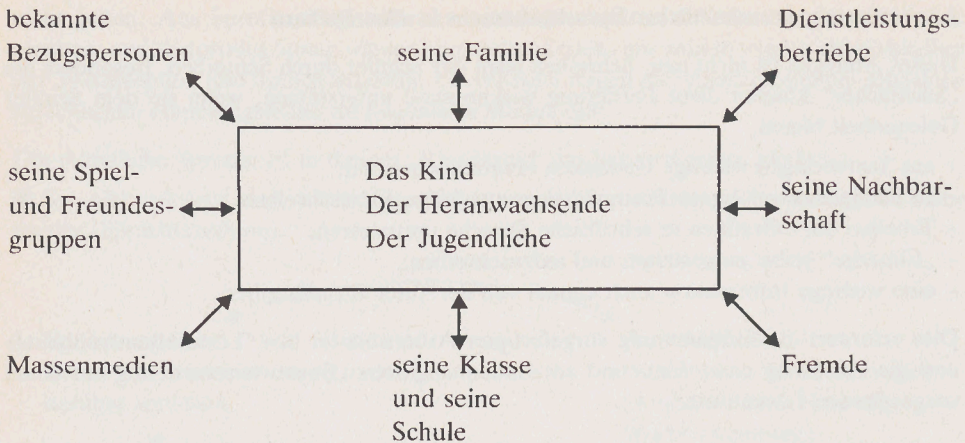 bekannte
Bezugspersonen
seine Familie
Dienstleistungs-
betriebe
seine Spiel-
und Freundes-
gruppen
Das Kind
Der Heranwachsende
Der Jugendliche
seine Nachbar-
schaft
Massenmedien
seine Klasse
und seine
Schule
Fremde